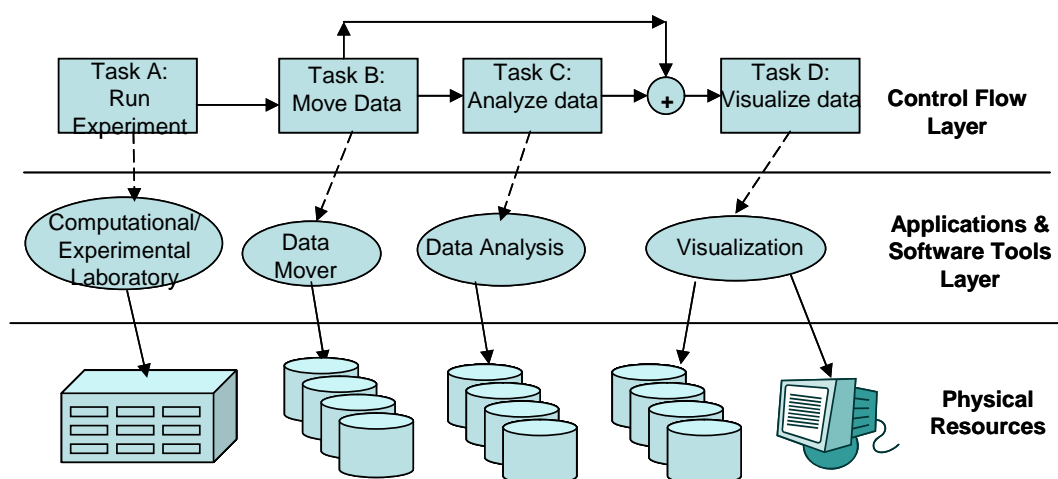 Task A:
Run
Experiment
Task B:
Move Data
Task C:
Analyze data
+
Task D:
Visualize data
Control Flow
Layer
Computational/
Experimental
Laboratory
Data
Mover
Data Analysis
Visualization
Applications &
Software Tools
Layer
Physical
Resources